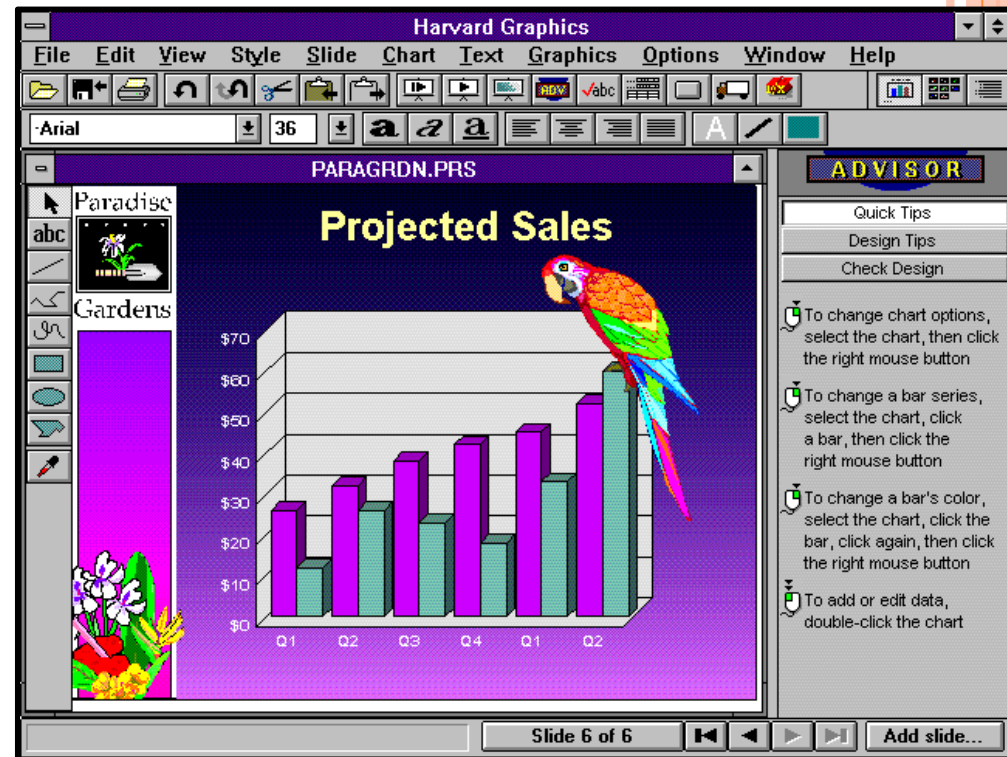 Harvard Graphics
File Edit View Style Slide Chart Text Graphics Options Window Help
ADV √abc
-Arial 36 a a a A
PARAGRDN.PRS
ADVISOR
Quick Tips
Design Tips
Check Design
abc
Paradise
Gardens
Projected Sales
$70
$60
$50
$40
$30
$20
$10
$0
Q1 Q2 Q3 Q4 Q1 Q2
To change chart options,
select the chart, then click
the right mouse button
To change a bar series,
select the chart, click
a bar, then click the
right mouse button
To change a bar's color,
select the chart, click the
bar, click again, then click
the right mouse button
To add or edit data,
double-click the chart
Slide 6 of 6 Add slide...